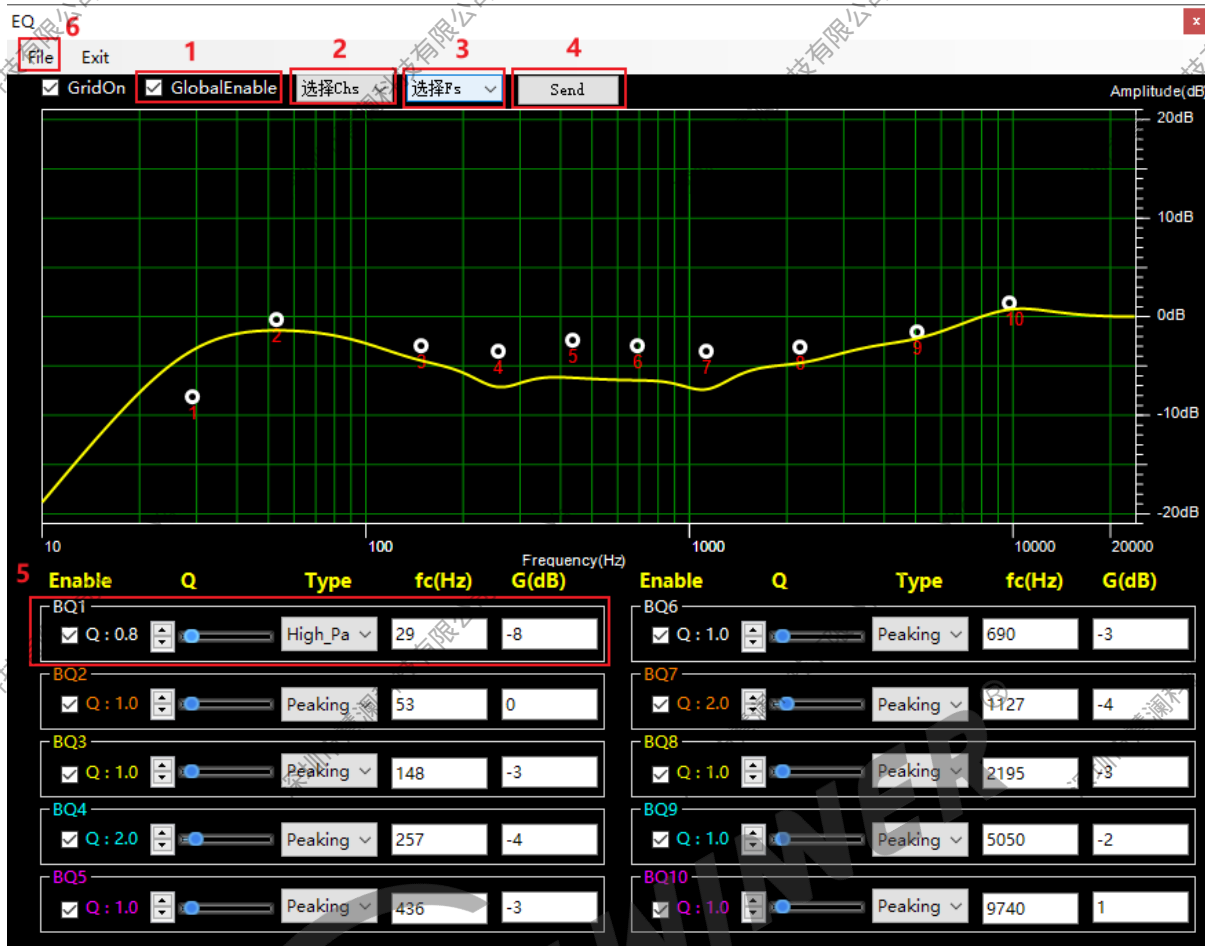 EQ
6
File Exit 1 2 3 4
GridOn GlobalEnable 选择Chs 选择Fs Send
Amplitude(dB)
20dB
10dB
0dB
-10dB
-20dB
1 2 3 4 5 6 7 8 9 10
10 100 1000 10000 20000
Frequency(Hz)
5
Enable Q Type fc(Hz) G(dB) Enable Q Type fc(Hz) G(dB)
BQ1 BQ6
Q : 0.8 High_Pa 29 -8 Q : 1.0 Peaking 690 -3
BQ2 BQ7
Q : 1.0 Peaking 53 0 Q : 2.0 Peaking 1127 -4
BQ3 BQ8
Q : 1.0 Peaking 148 -3 Q : 1.0 Peaking 2195 -3
BQ4 BQ9
Q : 2.0 Peaking 257 -4 Q : 1.0 Peaking 5050 -2
BQ5 BQ10
Q : 1.0 Peaking 436 -3 Q : 1.0 Peaking 9740 1